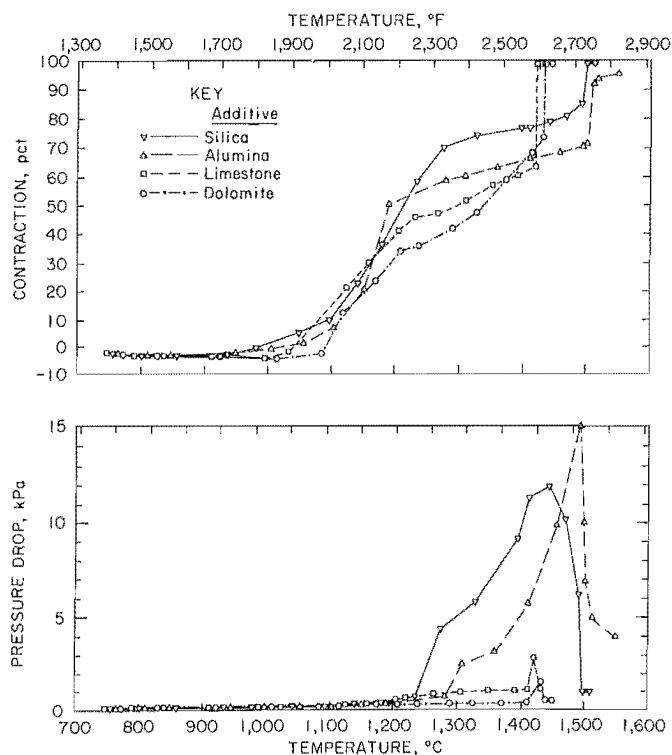 TEMPERATURE, °F
1,300 1,500 1,700 1,900 2,100 2,300 2,500 2,700 2,900
100
90
80
70
60
50
40
30
20
10
0
-10
CONTRACTION, pct
KEY
Additive
Silica
Alumina
Limestone
Dolomite
15
10
5
0
PRESSURE DROP, kPa
700 800 900 1,000 1,100 1,200 1,300 1,400 1,500 1,600
TEMPERATURE, °C